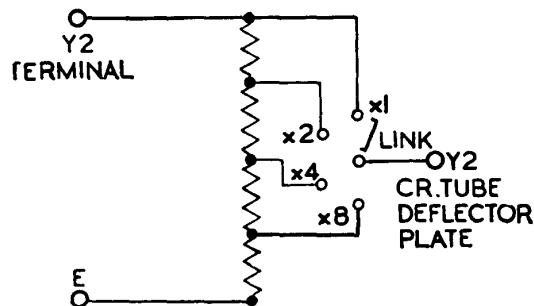 Y2
TERMINAL
x1
x2
LINK
x4
Y2
CR.TUBE
DEFLECTOR
PLATE
x8
E